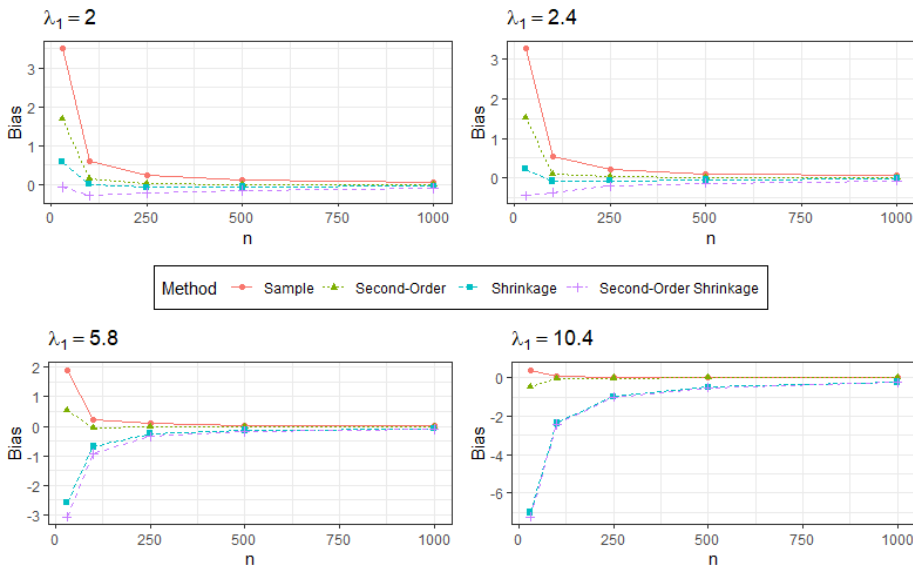 λ₁ = 2
Bias
3
2
1
0
0
250
500
750
1000
n
λ₁ = 2.4
Bias
3
2
1
0
0
250
500
750
1000
n
Method Sample Second-Order Shrinkage Second-Order Shrinkage
λ₁ = 5.8
Bias
2
1
0
-1
-2
-3
0
250
500
750
1000
n
λ₁ = 10.4
Bias
0
-2
-4
-6
0
250
500
750
1000
n